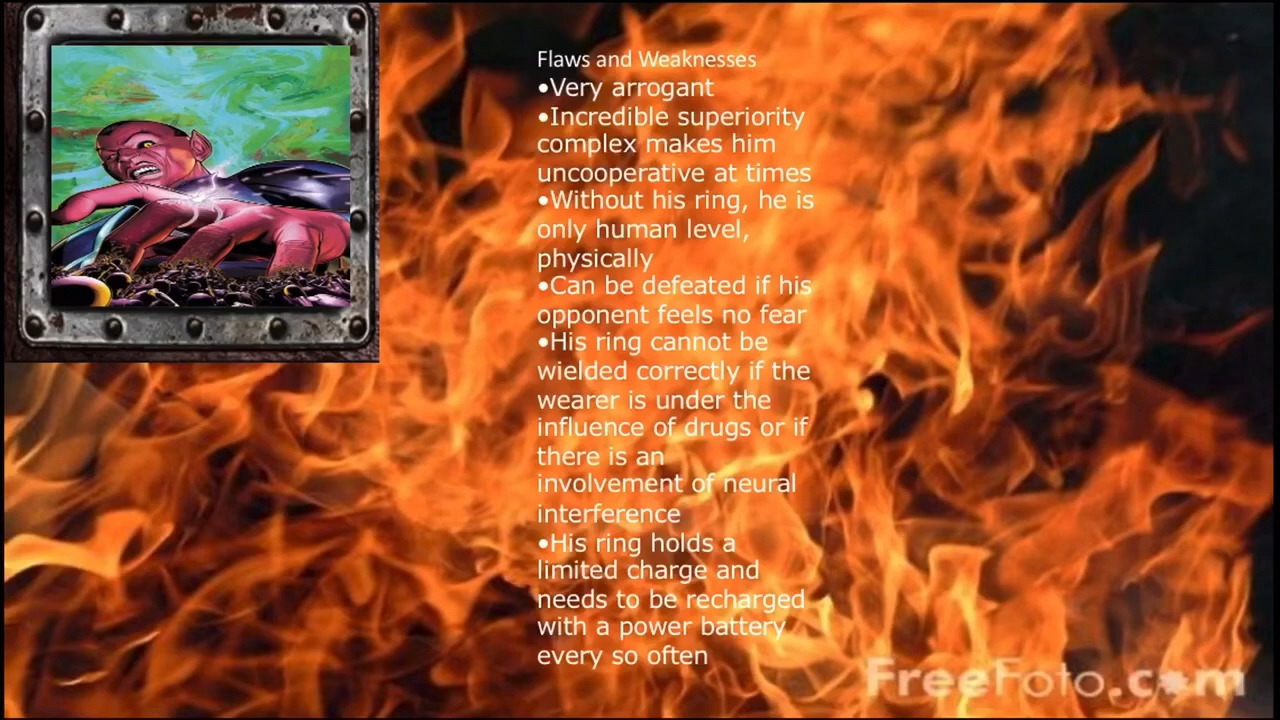 Flaws and Weaknesses
•Very arrogant
•Incredible superiority
complex makes him
uncooperative at times
•Without his ring, he is
only human level,
physically
•Can be defeated if his
opponent feels no fear
•His ring cannot be
wielded correctly if the
wearer is under the
influence of drugs or if
there is an
involvement of neural
interference
•His ring holds a
limited charge and
needs to be recharged
with a power battery
every so often
FreeFoto.com